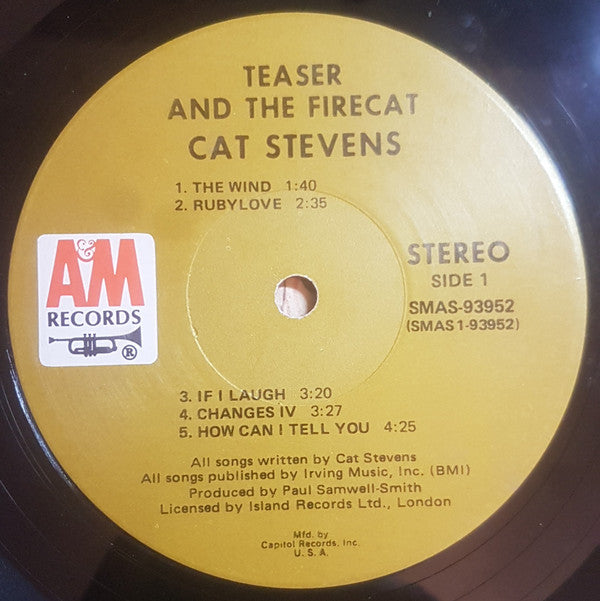 TEASER
AND THE FIRECAT
CAT STEVENS
1. THE WIND 1:40
2. RUBYLOVE 2:35
A&M
RECORDS
®
STEREO
SIDE 1
SMAS-93952
(SMAS 1-93952)
3. IF I LAUGH 3:20
4. CHANGES IV 3:27
5. HOW CAN I TELL YOU 4:25
All songs written by Cat Stevens
All songs published by Irving Music, Inc. (BMI)
Produced by Paul Samwell-Smith
Licensed by Island Records Ltd., London
Mfd. by
Capitol Records, Inc.
U. S. A.